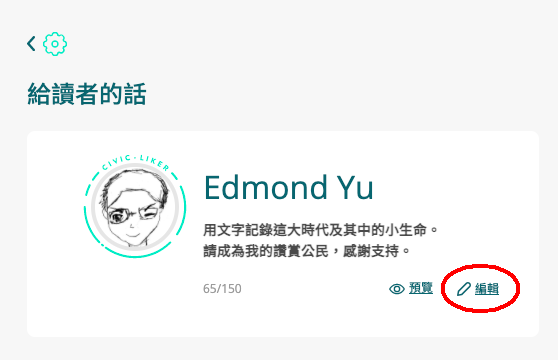 給讀者的話
CIVIC · LIKER
Edmond Yu
用文字記錄這大時代及其中的小生命。
請成為我的讚賞公民，感謝支持。
65/150 預覽 編輯